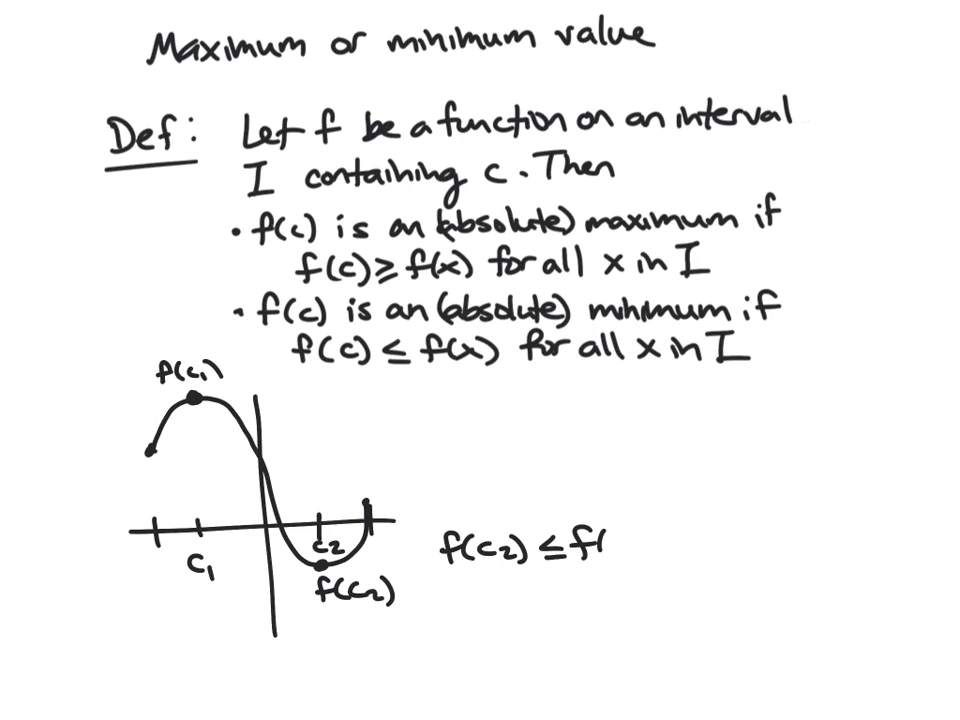 Maximum or minimum value
Def: Let f be a function on an interval
I containing c. Then
• f(c) is an (absolute) maximum if
f(c) ≥ f(x) for all x in I
• f(c) is an (absolute) minimum if
f(c) ≤ f(x) for all x in I
f(c₁)
c₂
f(c₂) ≤ f(
c₁
f(c₂)